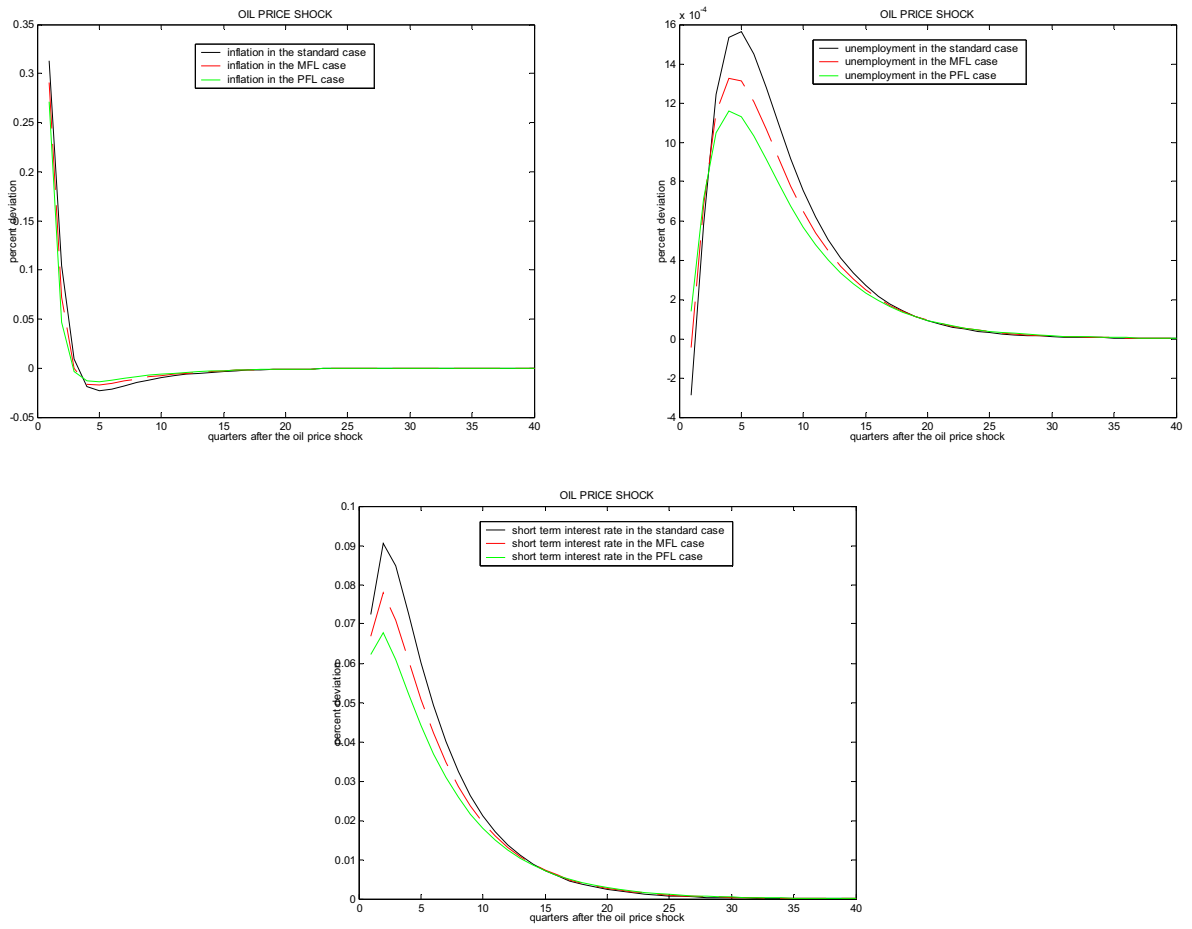 OIL PRICE SHOCK
inflation in the standard case
inflation in the MFL case
inflation in the PFL case
percent deviation
0.35
0.3
0.25
0.2
0.15
0.1
0.05
0
-0.05
0 5 10 15 20 25 30 35 40
quarters after the oil price shock
x 10-4
OIL PRICE SHOCK
unemployment in the standard case
unemployment in the MFL case
unemployment in the PFL case
percent deviation
16
14
12
10
8
6
4
2
0
-2
-4
0 5 10 15 20 25 30 35 40
quarters after the oil price shock
OIL PRICE SHOCK
short term interest rate in the standard case
short term interest rate in the MFL case
short term interest rate in the PFL case
percent deviation
0.1
0.09
0.08
0.07
0.06
0.05
0.04
0.03
0.02
0.01
0
0 5 10 15 20 25 30 35 40
quarters after the oil price shock